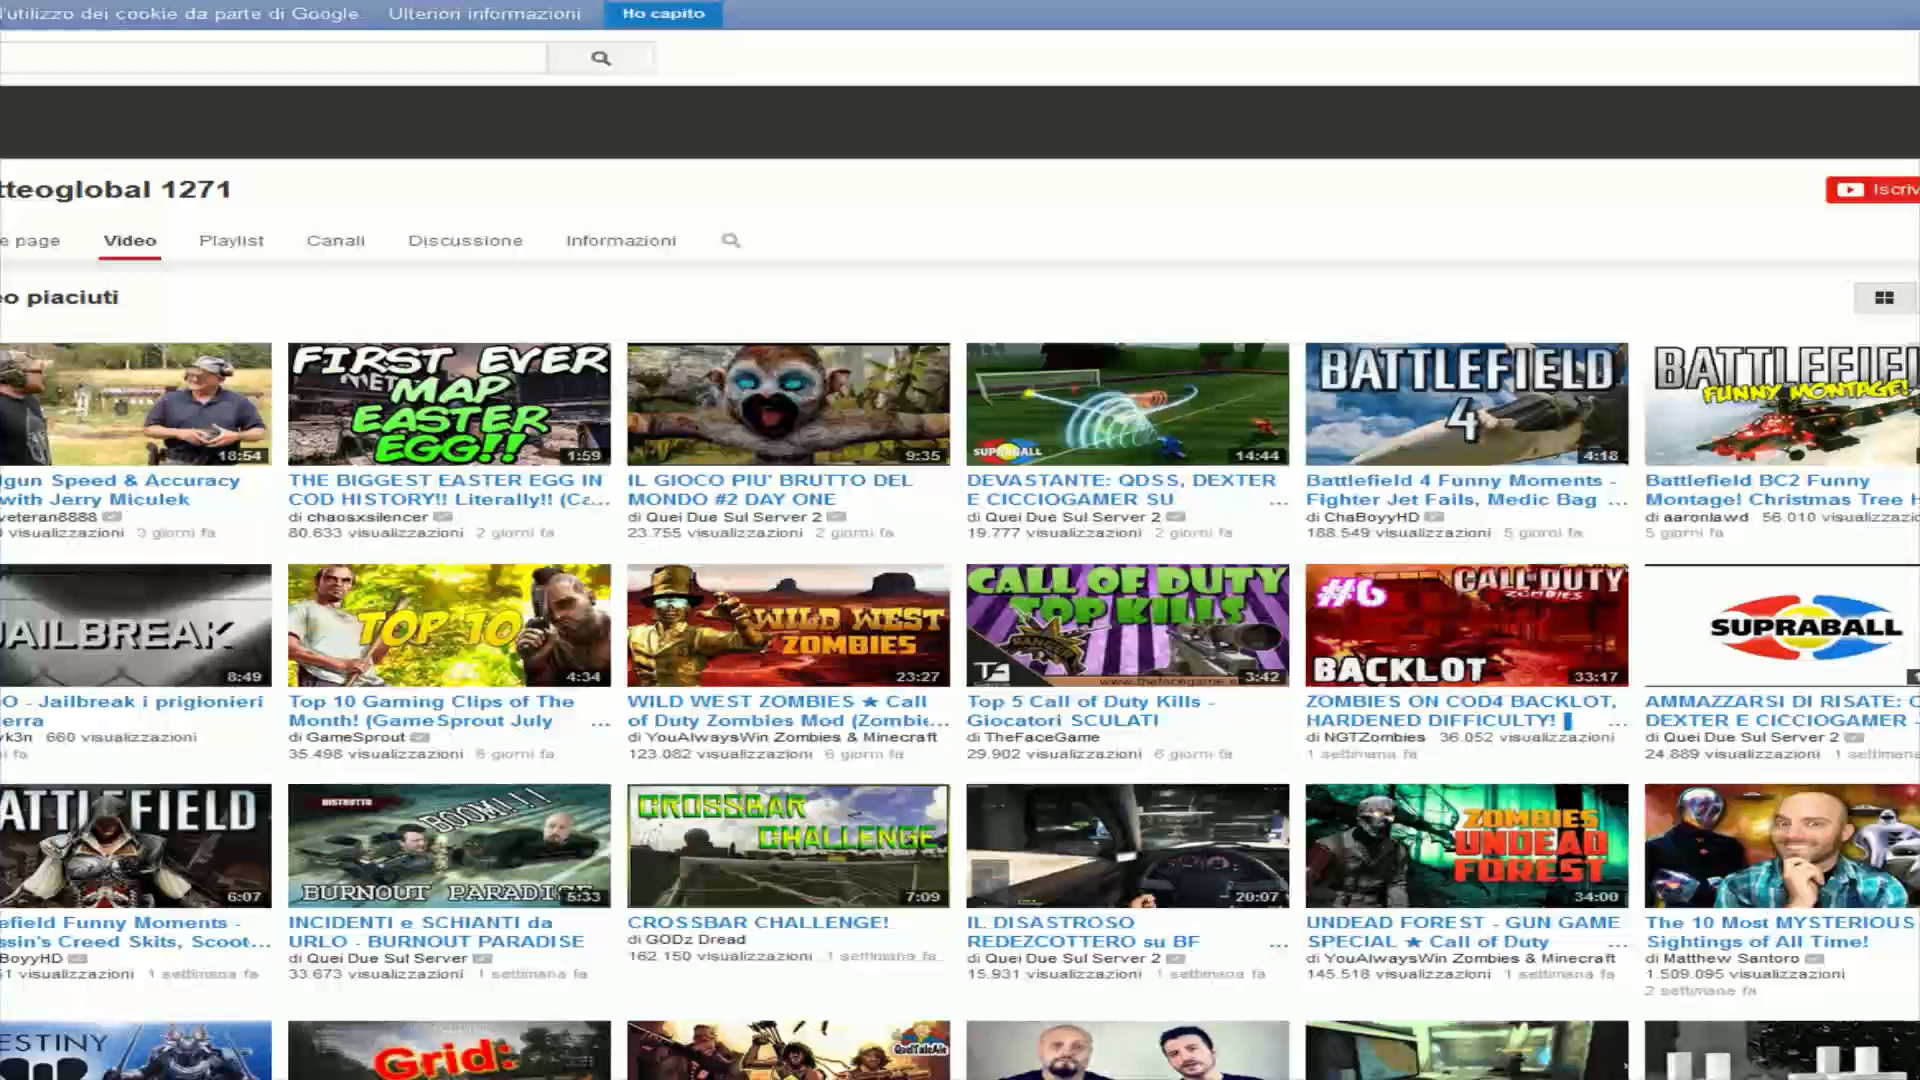 l'utilizzo dei cookie da parte di Google Ulteriori informazioni Ho capito
tteoglobal 1271
Iscriv
e page Video Playlist Canali Discussione Informazioni
eo piaciuti
18:54
FIRST EVER
MAP
EASTER
EGG!!
1:59
9:35
SUPRABALL
14:44
BATTLEFIELD
4
4:18
BATTLEFIEL
FUNNY MONTAGE!
dgun Speed & Accuracy
with Jerry Miculek
veteran8888
visualizzazioni 3 giorni fa
THE BIGGEST EASTER EGG IN
COD HISTORY!! Literally!! (Ca...
di chaosxsilencer
80.633 visualizzazioni 2 giorni fa
IL GIOCO PIU' BRUTTO DEL
MONDO #2 DAY ONE
di Quei Due Sul Server 2
23.755 visualizzazioni 2 giorni fa
DEVASTANTE: QDSS, DEXTER
E CICCIOGAMER SU ...
di Quei Due Sul Server 2
19.777 visualizzazioni 2 giorni fa
Battlefield 4 Funny Moments -
Fighter Jet Fails, Medic Bag ...
di ChaBoyyHD
188.549 visualizzazioni 5 giorni fa
Battlefield BC2 Funny
Montage! Christmas Tree H
di aaronlawd 56.010 visualizzazio
5 giorni fa
JAILBREAK
8:49
TOP 10
4:34
WILD WEST
ZOMBIES
23:27
CALL OF DUTY
TOP KILLS
3:42
#6
CALL DUTY
ZOMBIES
BACKLOT
33:17
SUPRABALL
O - Jailbreak i prigionieri
erra
yk3n 660 visualizzazioni
i fa
Top 10 Gaming Clips of The
Month! (GameSprout July ...
di GameSprout
35.498 visualizzazioni 6 giorni fa
WILD WEST ZOMBIES ★ Call
of Duty Zombies Mod (Zombie...
di YouAlwaysWin Zombies & Minecraft
123.082 visualizzazioni 6 giorni fa
Top 5 Call of Duty Kills -
Giocatori SCULATI
di TheFaceGame
29.902 visualizzazioni 6 giorni fa
ZOMBIES ON COD4 BACKLOT,
HARDENED DIFFICULTY! ...
di NGTZombies 36.052 visualizzazioni
1 settimana fa
AMMAZZARSI DI RISATE: Q
DEXTER E CICCIOGAMER -
di Quei Due Sul Server 2
24.889 visualizzazioni 1 settimana
BATTLEFIELD
6:07
DISTRUTTO
BOOM!!!!
BURNOUT PARADISE
5:33
CROSSBAR
CHALLENGE
7:09
20:07
ZOMBIES
UNDEAD
FOREST
34:00
efield Funny Moments -
ssin's Creed Skits, Scoot...
BoyyHD
51 visualizzazioni 1 settimana fa
INCIDENTI e SCHIANTI da
URLO - BURNOUT PARADISE
di Quei Due Sul Server
33.673 visualizzazioni 1 settimana fa
CROSSBAR CHALLENGE!
di GODz Dread
162.150 visualizzazioni 1 settimana fa
IL DISASTROSO
REDEZCOTTERO su BF ...
di Quei Due Sul Server 2
15.931 visualizzazioni 1 settimana fa
UNDEAD FOREST - GUN GAME
SPECIAL ★ Call of Duty ...
di YouAlwaysWin Zombies & Minecraft
145.518 visualizzazioni 1 settimana fa
The 10 Most MYSTERIOUS
Sightings of All Time!
di Matthew Santoro
1.509.095 visualizzazioni
2 settimane fa
ESTINY
Grid: